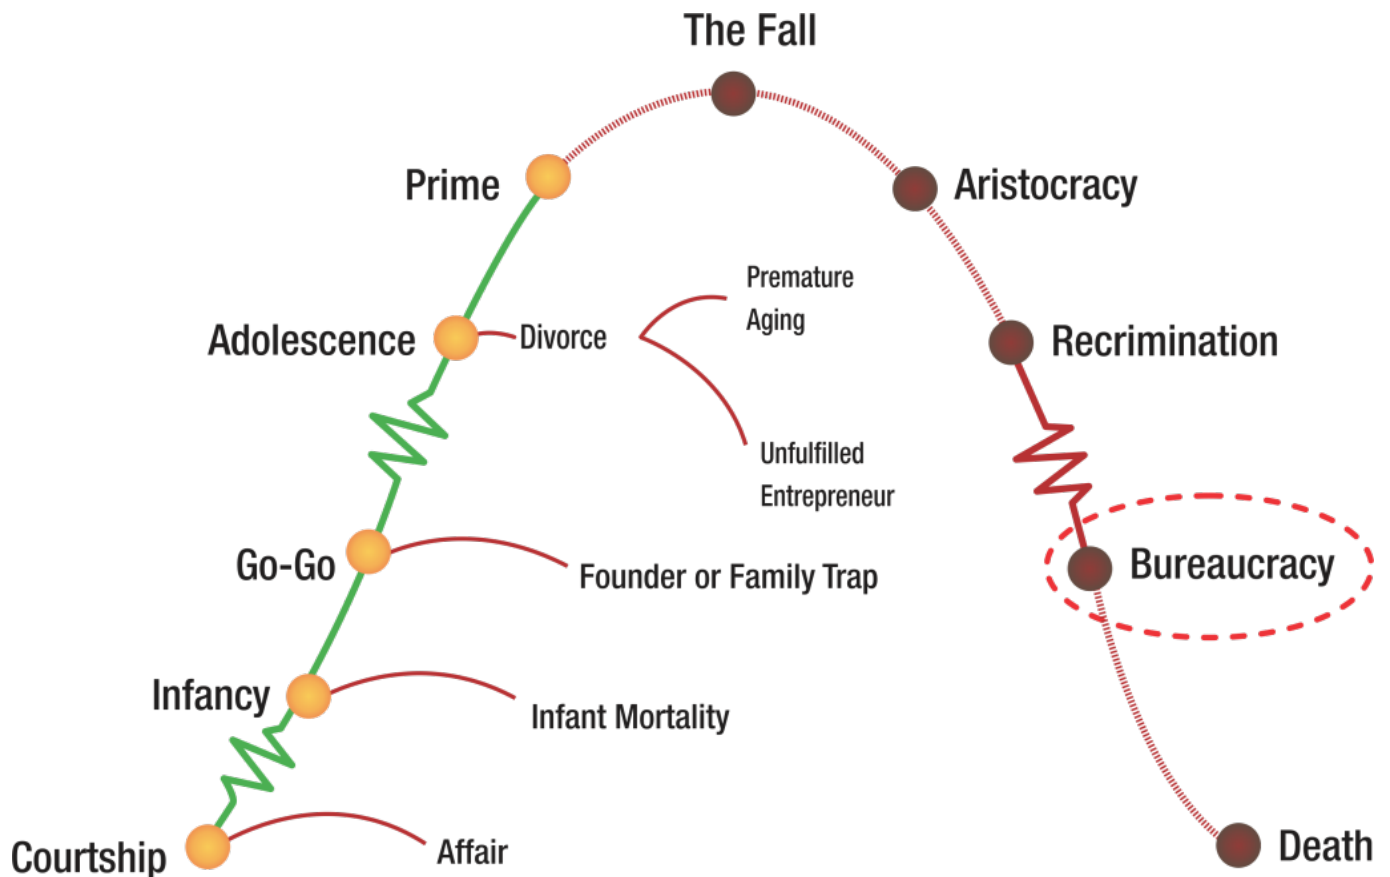 The Fall
Prime
Aristocracy
Premature
Aging
Adolescence
Divorce
Recrimination
Unfulfilled
Entrepreneur
Go-Go
Founder or Family Trap
Bureaucracy
Infancy
Infant Mortality
Courtship
Affair
Death